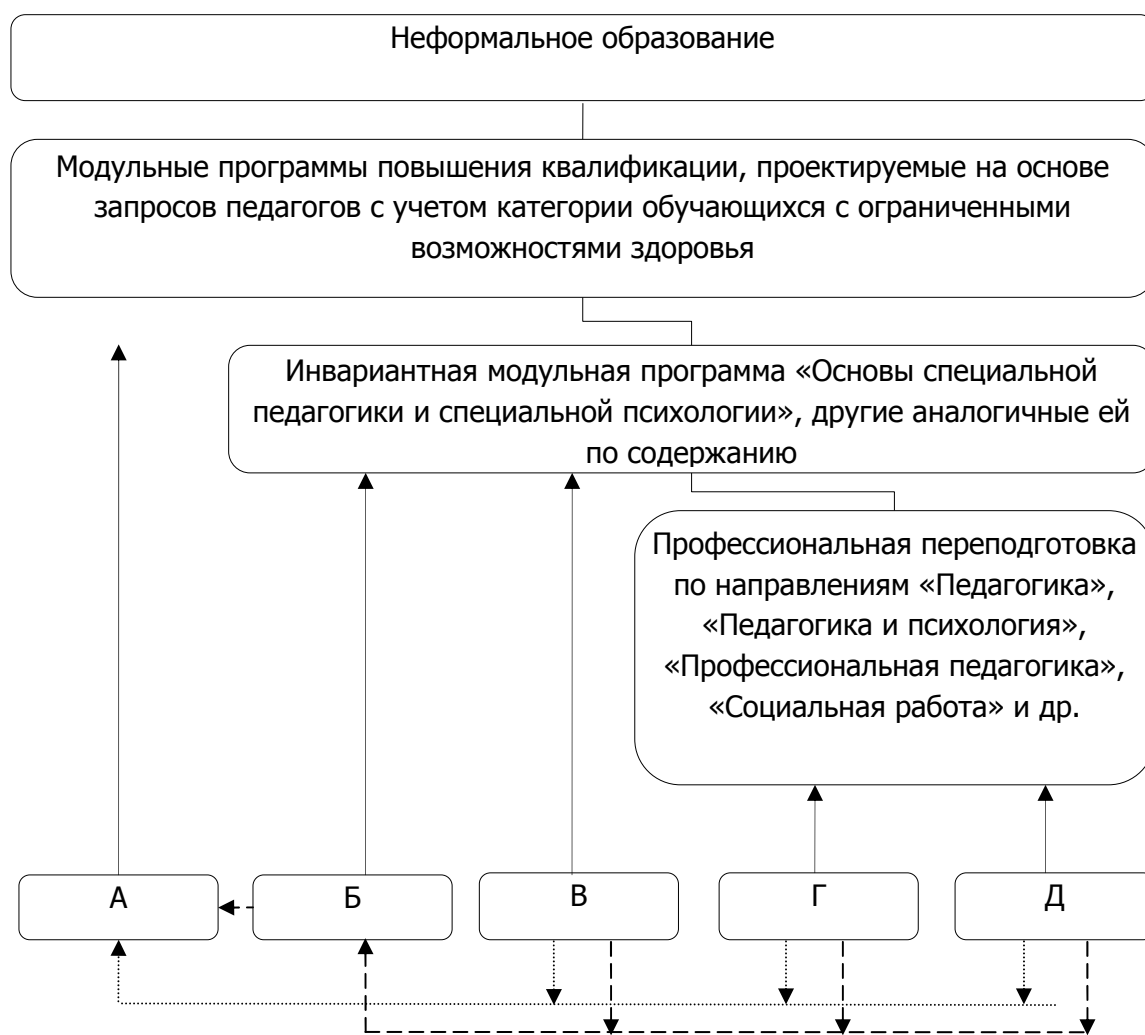 Неформальное образование
Модульные программы повышения квалификации, проектируемые на основе
запросов педагогов с учетом категории обучающихся с ограниченными
возможностями здоровья
Инвариантная модульная программа «Основы специальной
педагогики и специальной психологии», другие аналогичные ей
по содержанию
Профессиональная переподготовка
по направлениям «Педагогика»,
«Педагогика и психология»,
«Профессиональная педагогика»,
«Социальная работа» и др.
А
Б
В
Г
Д